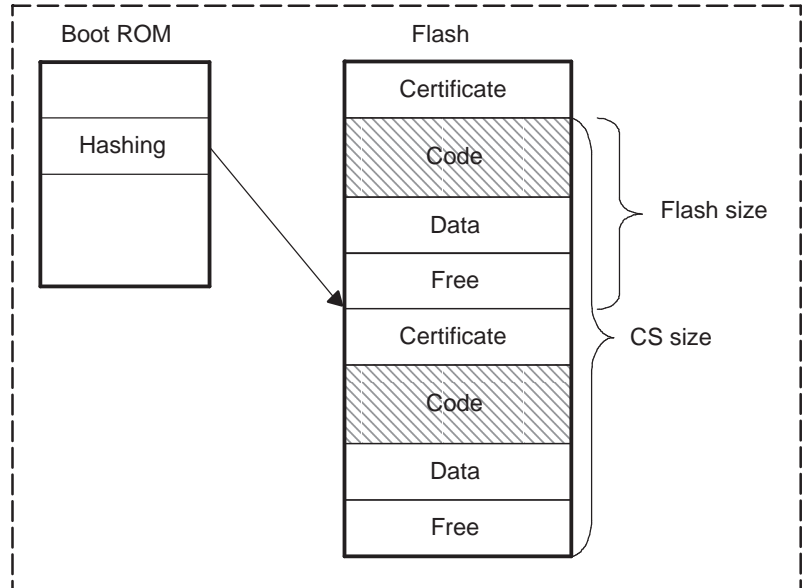 Boot ROM
Hashing
Flash
Certificate
Code
Data
Free
Certificate
Code
Data
Free
Flash size
CS size